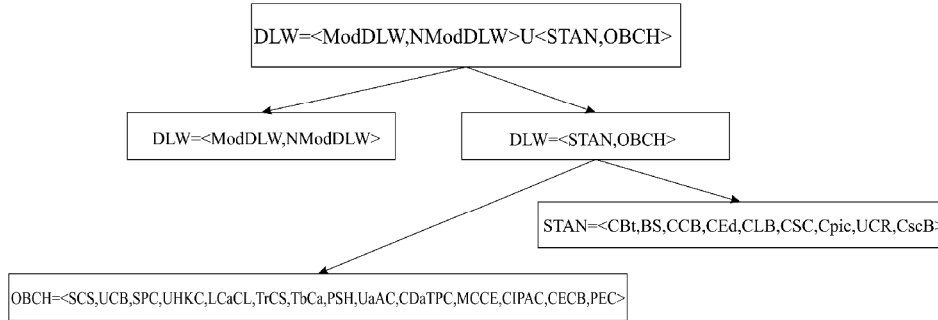 DLW=<ModDLW,NModDLW>U<STAN,OBCH>
DLW=<ModDLW,NModDLW>
DLW=<STAN,OBCH>
STAN=<CBt,BS,CCB,CEd,CLB,CSC,Cpic,UCR,CscB>
OBCH=<SCS,UCB,SPC,UHKC,LCaCL,TrCS,TbCa,PSH,UaAC,CDaTPC,MCCE,CIPAC,CECB,PEC>